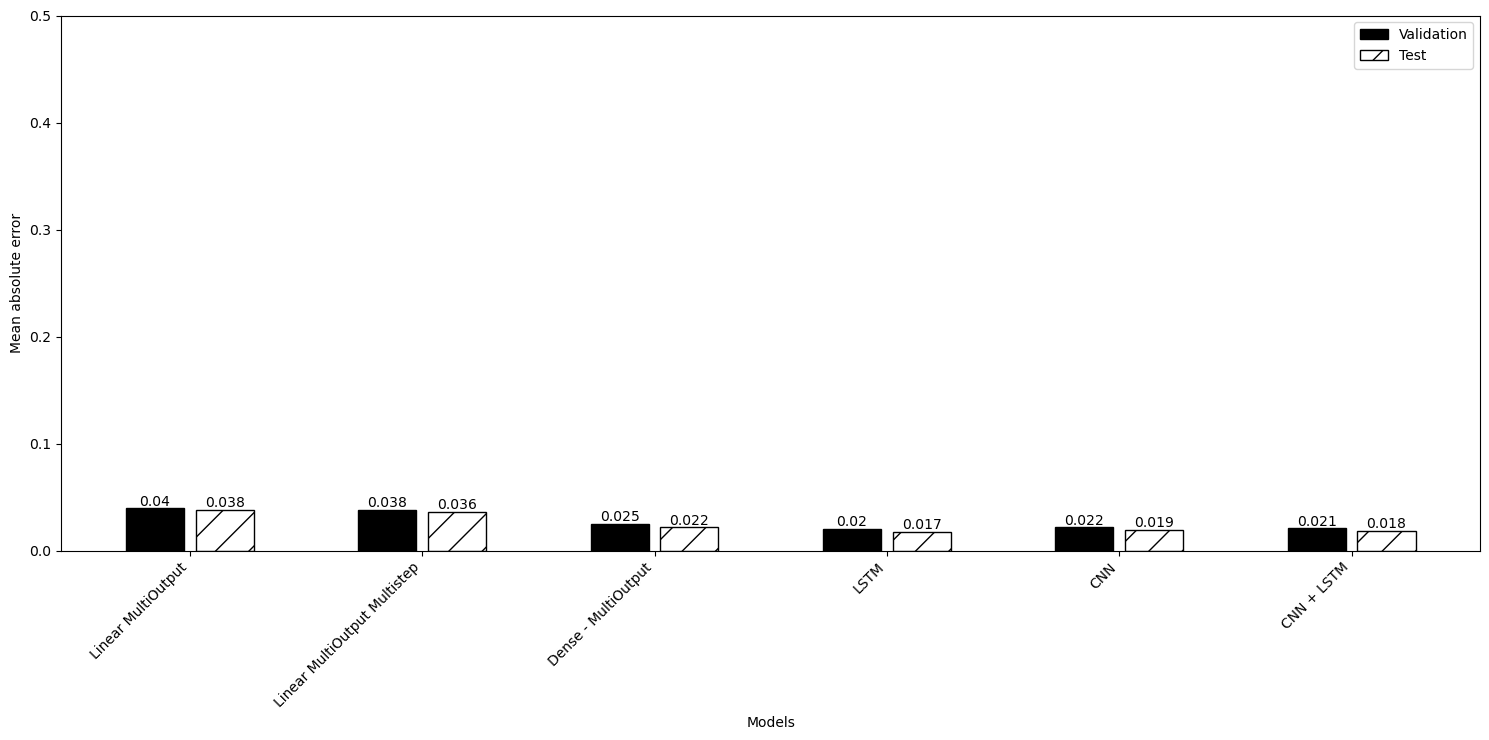 0.5
0.4
0.3
0.2
0.1
0.0
Mean absolute error
Validation
Test
0.04
0.038
0.038
0.036
0.025
0.022
0.02
0.017
0.022
0.019
0.021
0.018
Linear MultiOutput
Linear MultiOutput Multistep
Dense - MultiOutput
LSTM
CNN
CNN + LSTM
Models